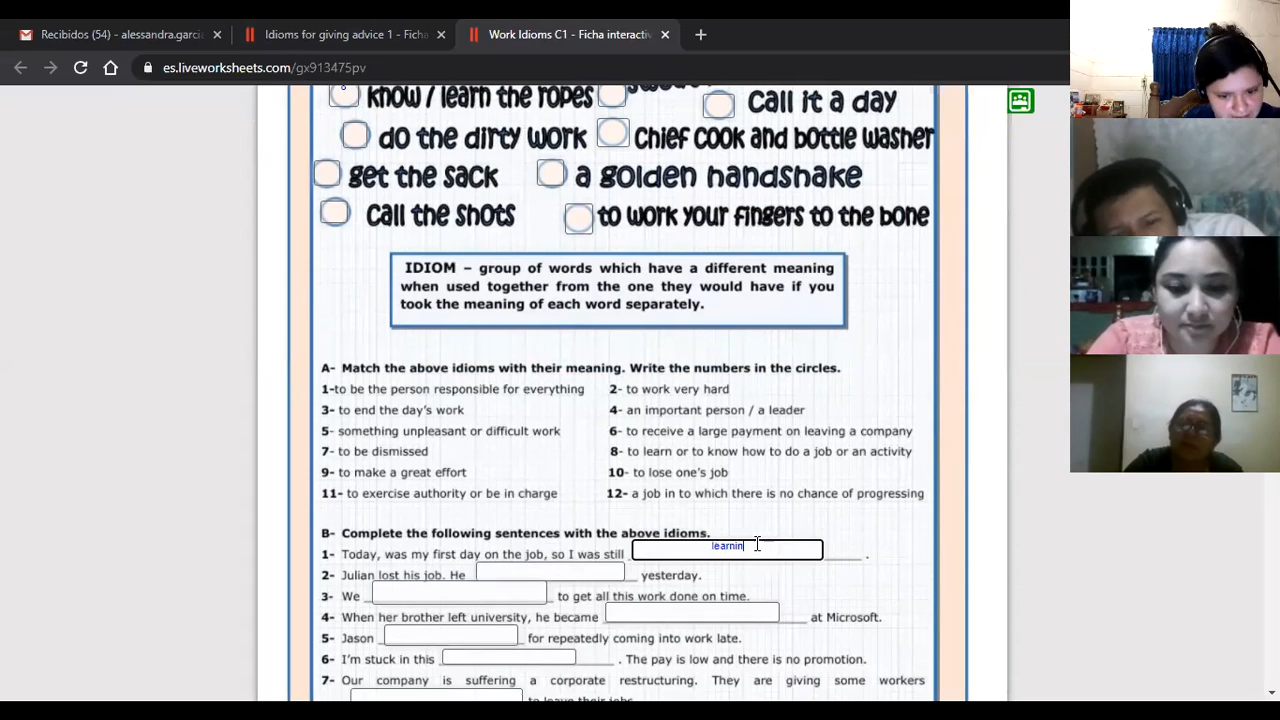 Recibidos (54) - alessandra.garci
Idioms for giving advice 1 - Ficha
Work Idioms C1 - Ficha interactiv
es.liveworksheets.com/gx913475pv
know / learn the ropes
Call it a day
do the dirty work
Chief cook and bottle washer
get the sack
a golden handshake
Call the shots
to work your fingers to the bone
IDIOM – group of words which have a different meaning
when used together from the one they would have if you
took the meaning of each word separately.
A- Match the above idioms with their meaning. Write the numbers in the circles.
1-to be the person responsible for everything
2- to work very hard
3- to end the day's work
4- an important person / a leader
5- something unpleasant or difficult work
6- to receive a large payment on leaving a company
7- to be dismissed
8- to learn or to know how to do a job or an activity
9- to make a great effort
10- to lose one's job
11- to exercise authority or be in charge
12- a job in to which there is no chance of progressing
B- Complete the following sentences with the above idioms.
1- Today, was my first day on the job, so I was still learnin ______ .
2- Julian lost his job. He __ yesterday.
3- We _ _ to get all this work done on time.
4- When her brother left university, he became ____ at Microsoft.
5- Jason _ _ for repeatedly coming into work late.
6- I'm stuck in this ______ . The pay is low and there is no promotion.
7- Our company is suffering a corporate restructuring. They are giving some workers
to leave their jobs.